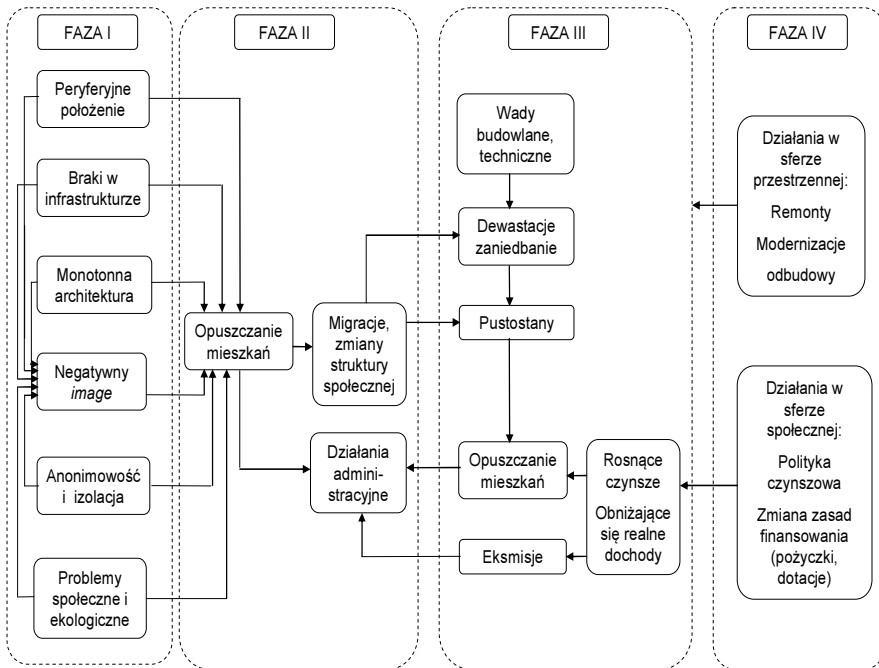 FAZA I
Peryferyjne
położenie
Braki w
infrastrukturze
Monotonna
architektura
Negatywny
image
Anonimowość
i izolacja
Problemy
społeczne i
ekologiczne
FAZA II
Opuszczanie
mieszkań
Migracje,
zmiany
struktury
społecznej
Działania
admini-
stracyjne
FAZA III
Wady
budowlane,
techniczne
Dewastacje
zaniedbanie
Pustostany
Opuszczanie
mieszkań
Eksmisje
Rosnące
czynsze
Obniżające
się realne
dochody
FAZA IV
Działania w
sferze
przestrzennej:
Remonty
Modernizacje
odbudowy
Działania w
sferze
społecznej:
Polityka
czynszowa
Zmiana zasad
finansowania
(pożyczki,
dotacje)